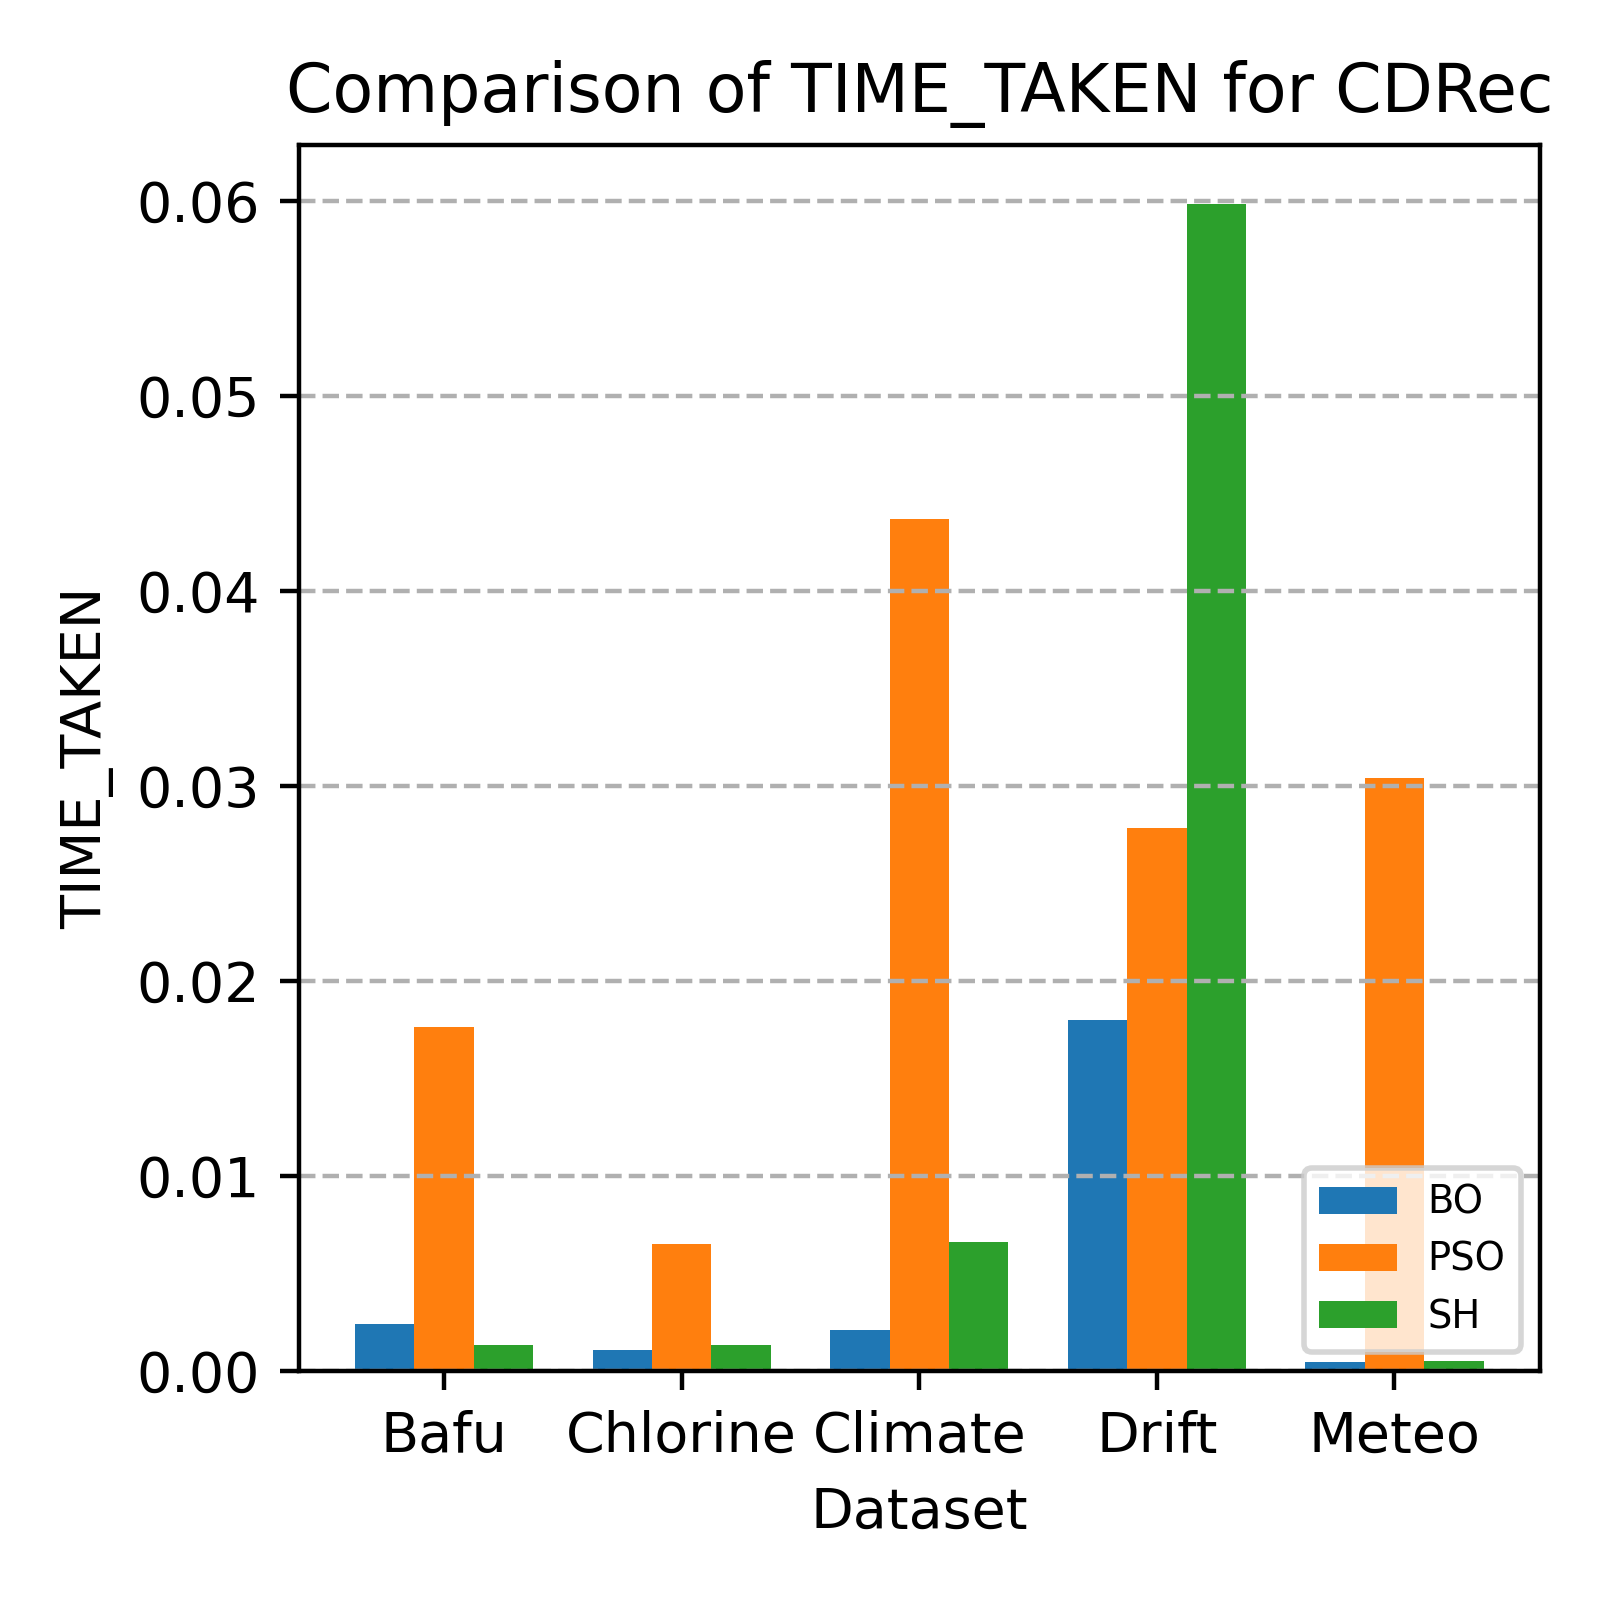 Comparison of TIME_TAKEN for CDRec
TIME_TAKEN
0.06
0.05
0.04
0.03
0.02
0.01
0.00
BO
PSO
SH
Bafu Chlorine Climate Drift Meteo
Dataset